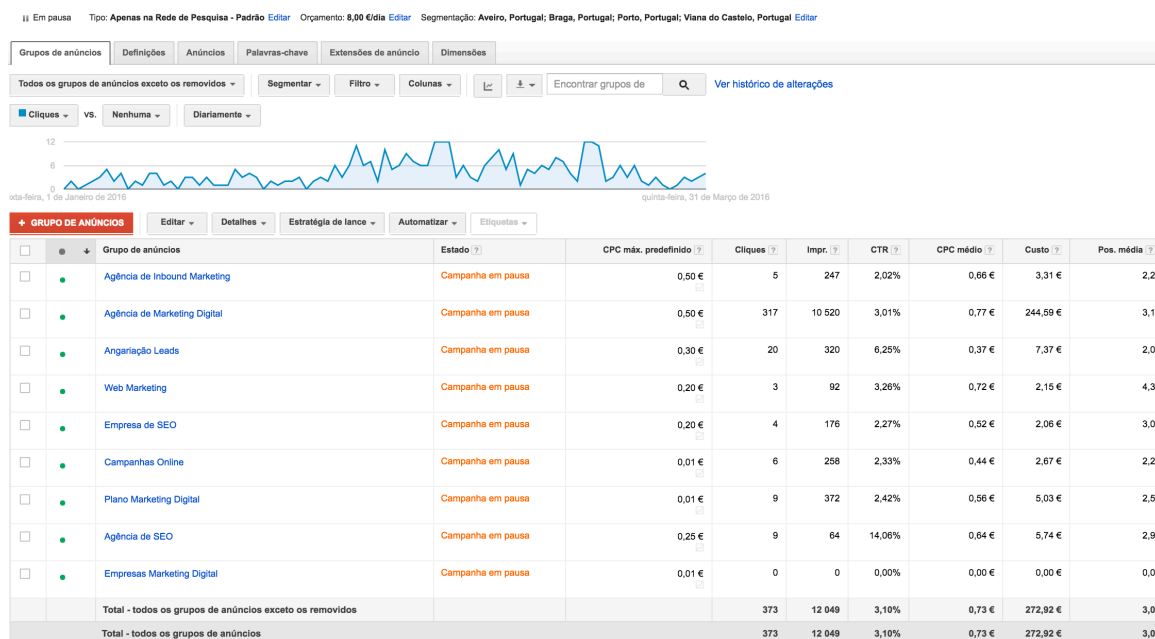 Em pausa Tipo: Apenas na Rede de Pesquisa - Padrão Editar Orçamento: 8,00 €/dia Editar Segmentação: Aveiro, Portugal; Braga, Portugal; Porto, Portugal; Viana do Castelo, Portugal Editar
Grupos de anúncios Definições Anúncios Palavras-chave Extensões de anúncio Dimensões
Todos os grupos de anúncios exceto os removidos Segmentar Filtro Colunas Encontrar grupos de Ver histórico de alterações
Cliques vs. Nenhuma Diariamente
12
6
0
xta-feira, 1 de Janeiro de 2016 quinta-feira, 31 de Março de 2016
+ GRUPO DE ANÚNCIOS Editar Detalhes Estratégia de lance Automatizar Etiquetas
Grupo de anúncios Estado ? CPC máx. predefinido ? Cliques ? Impr. ? CTR ? CPC médio ? Custo ? Pos. média ?
Agência de Inbound Marketing Campanha em pausa 0,50 € 5 247 2,02% 0,66 € 3,31 € 2,2
Agência de Marketing Digital Campanha em pausa 0,50 € 317 10 520 3,01% 0,77 € 244,59 € 3,1
Angariação Leads Campanha em pausa 0,30 € 20 320 6,25% 0,37 € 7,37 € 2,0
Web Marketing Campanha em pausa 0,20 € 3 92 3,26% 0,72 € 2,15 € 4,3
Empresa de SEO Campanha em pausa 0,20 € 4 176 2,27% 0,52 € 2,06 € 3,0
Campanhas Online Campanha em pausa 0,01 € 6 258 2,33% 0,44 € 2,67 € 2,2
Plano Marketing Digital Campanha em pausa 0,01 € 9 372 2,42% 0,56 € 5,03 € 2,5
Agência de SEO Campanha em pausa 0,25 € 9 64 14,06% 0,64 € 5,74 € 2,9
Empresas Marketing Digital Campanha em pausa 0,01 € 0 0 0,00% 0,00 € 0,00 € 0,0
Total - todos os grupos de anúncios exceto os removidos 373 12 049 3,10% 0,73 € 272,92 € 3,0
Total - todos os grupos de anúncios 373 12 049 3,10% 0,73 € 272,92 € 3,0